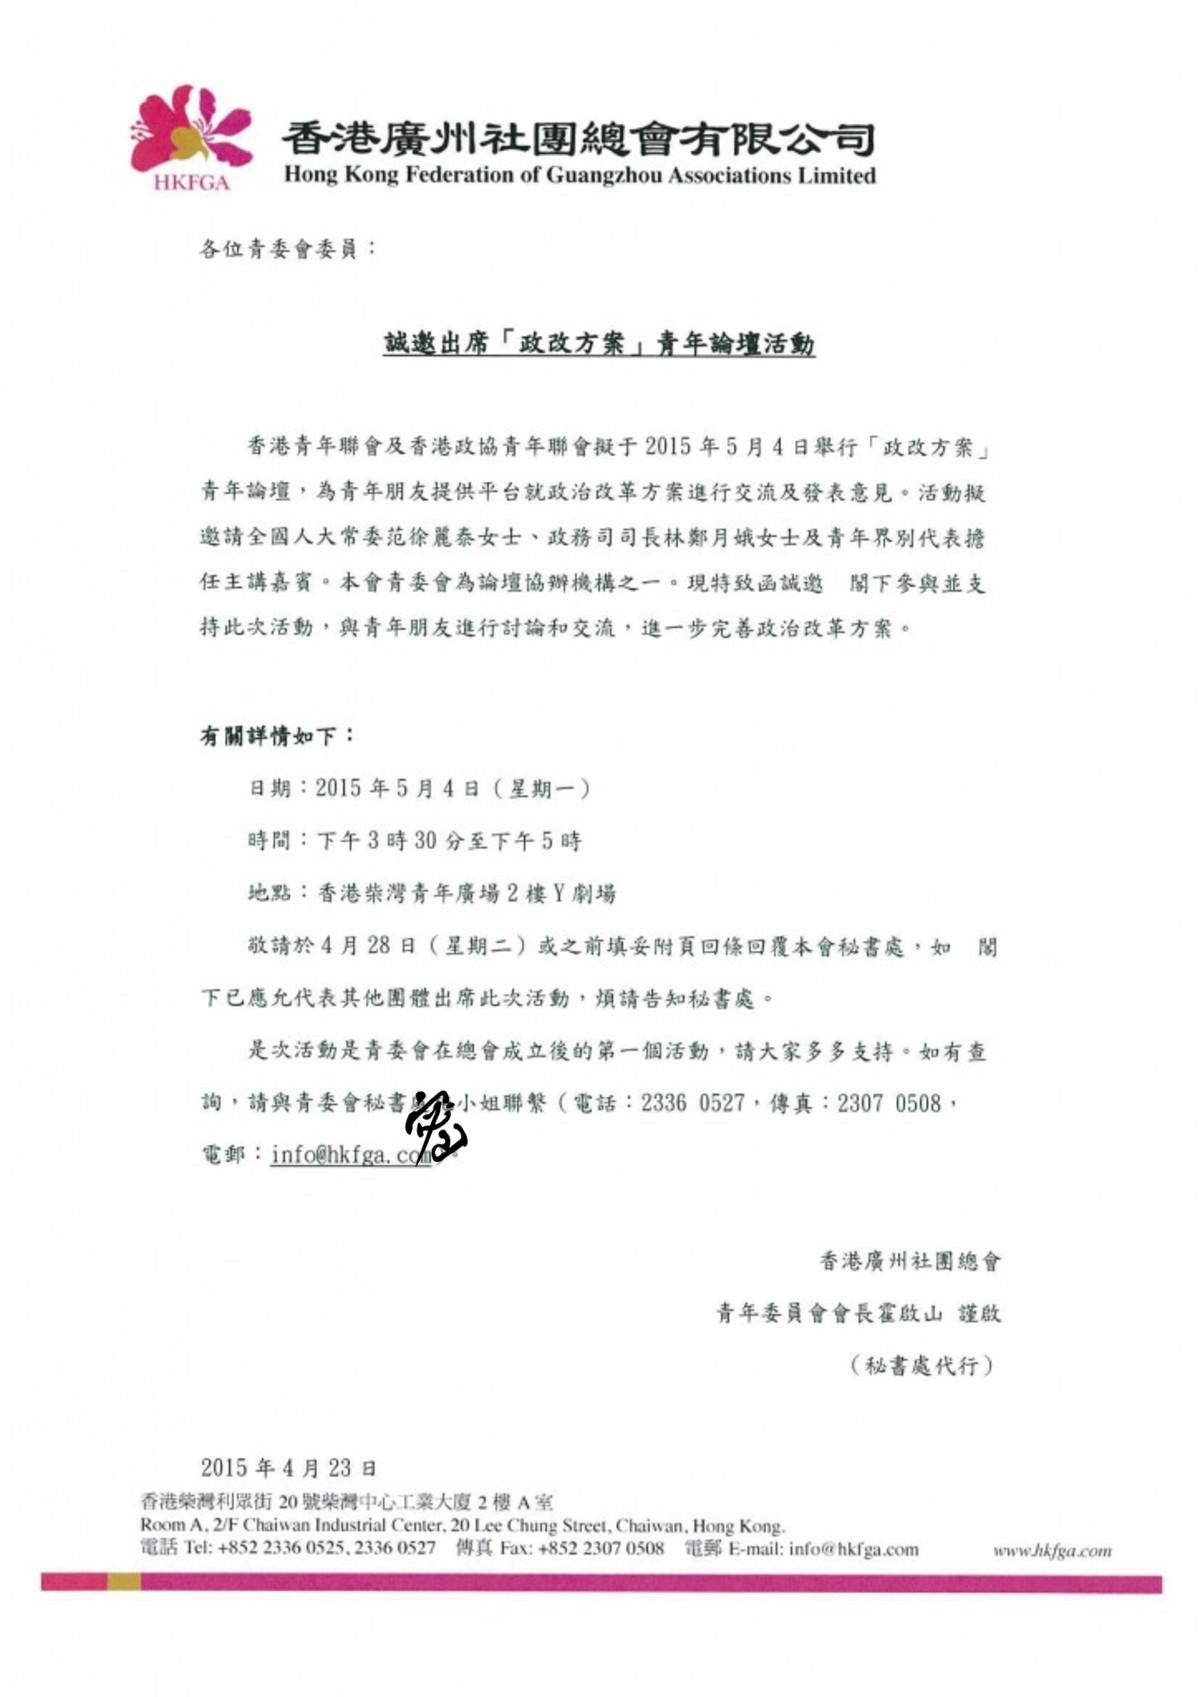 HKFGA
香港廣州社團總會有限公司
Hong Kong Federation of Guangzhou Associations Limited
各位青委會委員：
誠邀出席「政改方案」青年論壇活動
香港青年聯會及香港政協青年聯會擬于 2015 年 5 月 4 日舉行「政改方案」
青年論壇，為青年朋友提供平台就政治改革方案進行交流及發表意見。活動擬
邀請全國人大常委范徐麗泰女士、政務司司長林鄭月娥女士及青年界別代表擔
任主講嘉賓。本會青委會為論壇協辦機構之一。現特致函誠邀　閣下參與並支
持此次活動，與青年朋友進行討論和交流，進一步完善政治改革方案。
有關詳情如下：
日期：2015 年 5 月 4 日（星期一）
時間：下午 3 時 30 分至下午 5 時
地點：香港柴灣青年廣場 2 樓 Y 劇場
敬請於 4 月 28 日（星期二）或之前填妥附頁回條回覆本會秘書處，如　閣
下已應允代表其他團體出席此次活動，煩請告知秘書處。
是次活動是青委會在總會成立後的第一個活動，請大家多多支持。如有查
詢，請與青委會秘書處小姐聯繫（電話：2336 0527，傳真：2307 0508，
電郵：info@hkfga.com）。
香港廣州社團總會
青年委員會會長霍啟山 謹啟
（秘書處代行）
2015 年 4 月 23 日
香港柴灣利眾街 20 號柴灣中心工業大廈 2 樓 A 室
Room A, 2/F Chaiwan Industrial Center, 20 Lee Chung Street, Chaiwan, Hong Kong.
電話 Tel: +852 2336 0525, 2336 0527　傳真 Fax: +852 2307 0508　電郵 E-mail: info@hkfga.com　www.hkfga.com